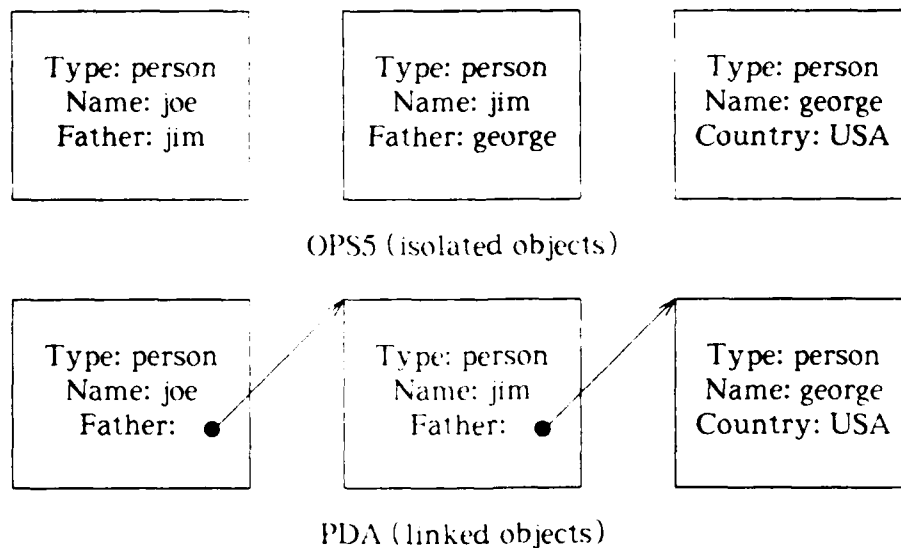 Type: person
Name: joe
Father: jim
Type: person
Name: jim
Father: george
Type: person
Name: george
Country: USA
OPS5 (isolated objects)
Type: person
Name: joe
Father:
Type: person
Name: jim
Father:
Type: person
Name: george
Country: USA
PDA (linked objects)